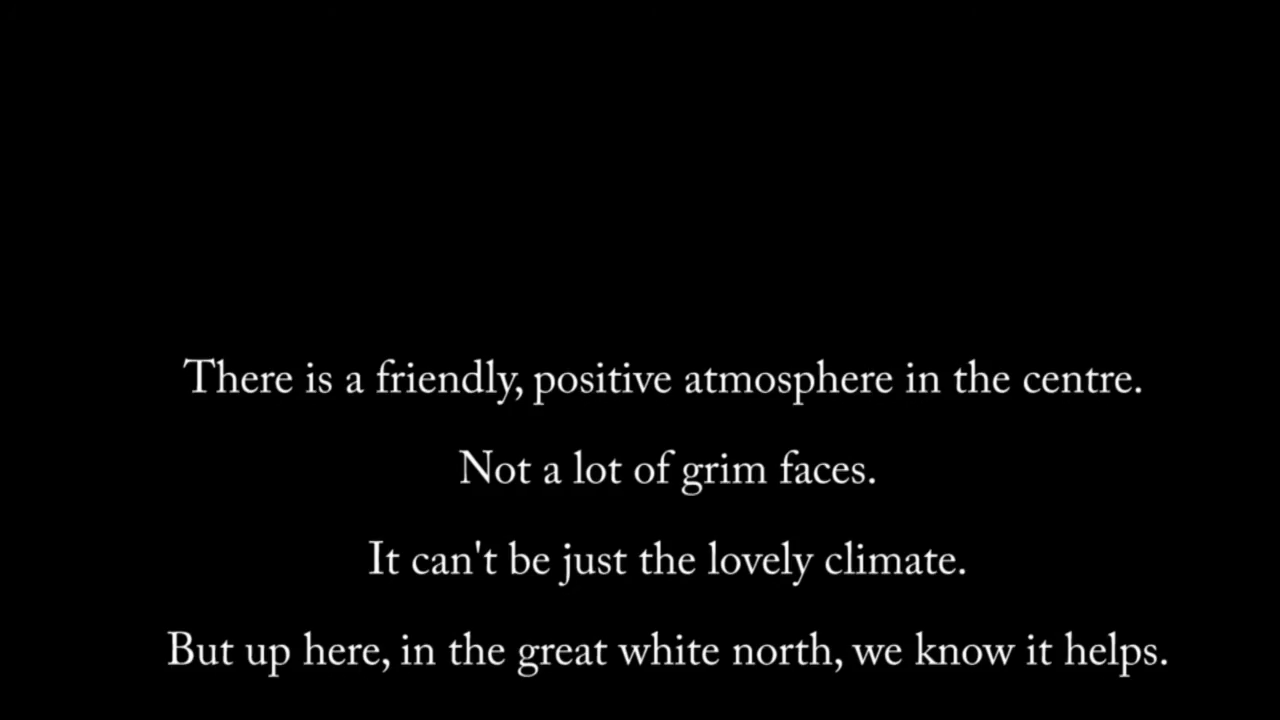 There is a friendly, positive atmosphere in the centre.
Not a lot of grim faces.
It can't be just the lovely climate.
But up here, in the great white north, we know it helps.